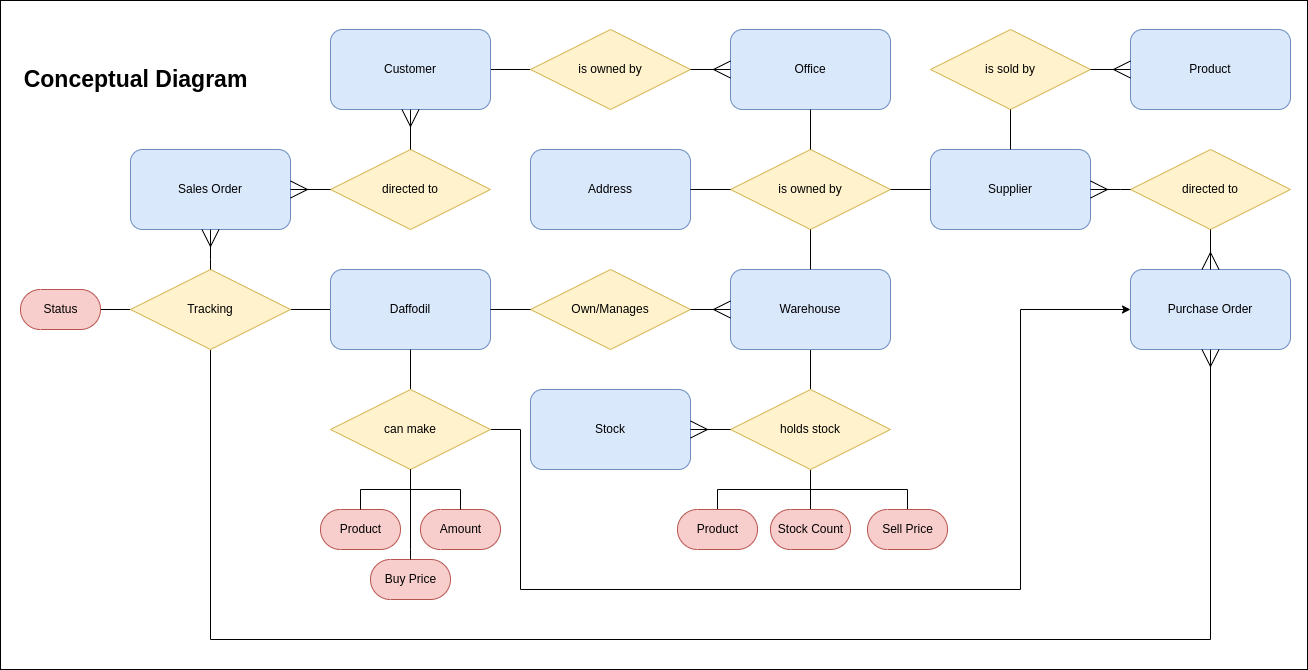 Conceptual Diagram
Customer
is owned by
Office
is sold by
Product
Sales Order
directed to
Address
is owned by
Supplier
directed to
Status
Tracking
Daffodil
Own/Manages
Warehouse
Purchase Order
can make
Stock
holds stock
Product
Amount
Product
Stock Count
Sell Price
Buy Price